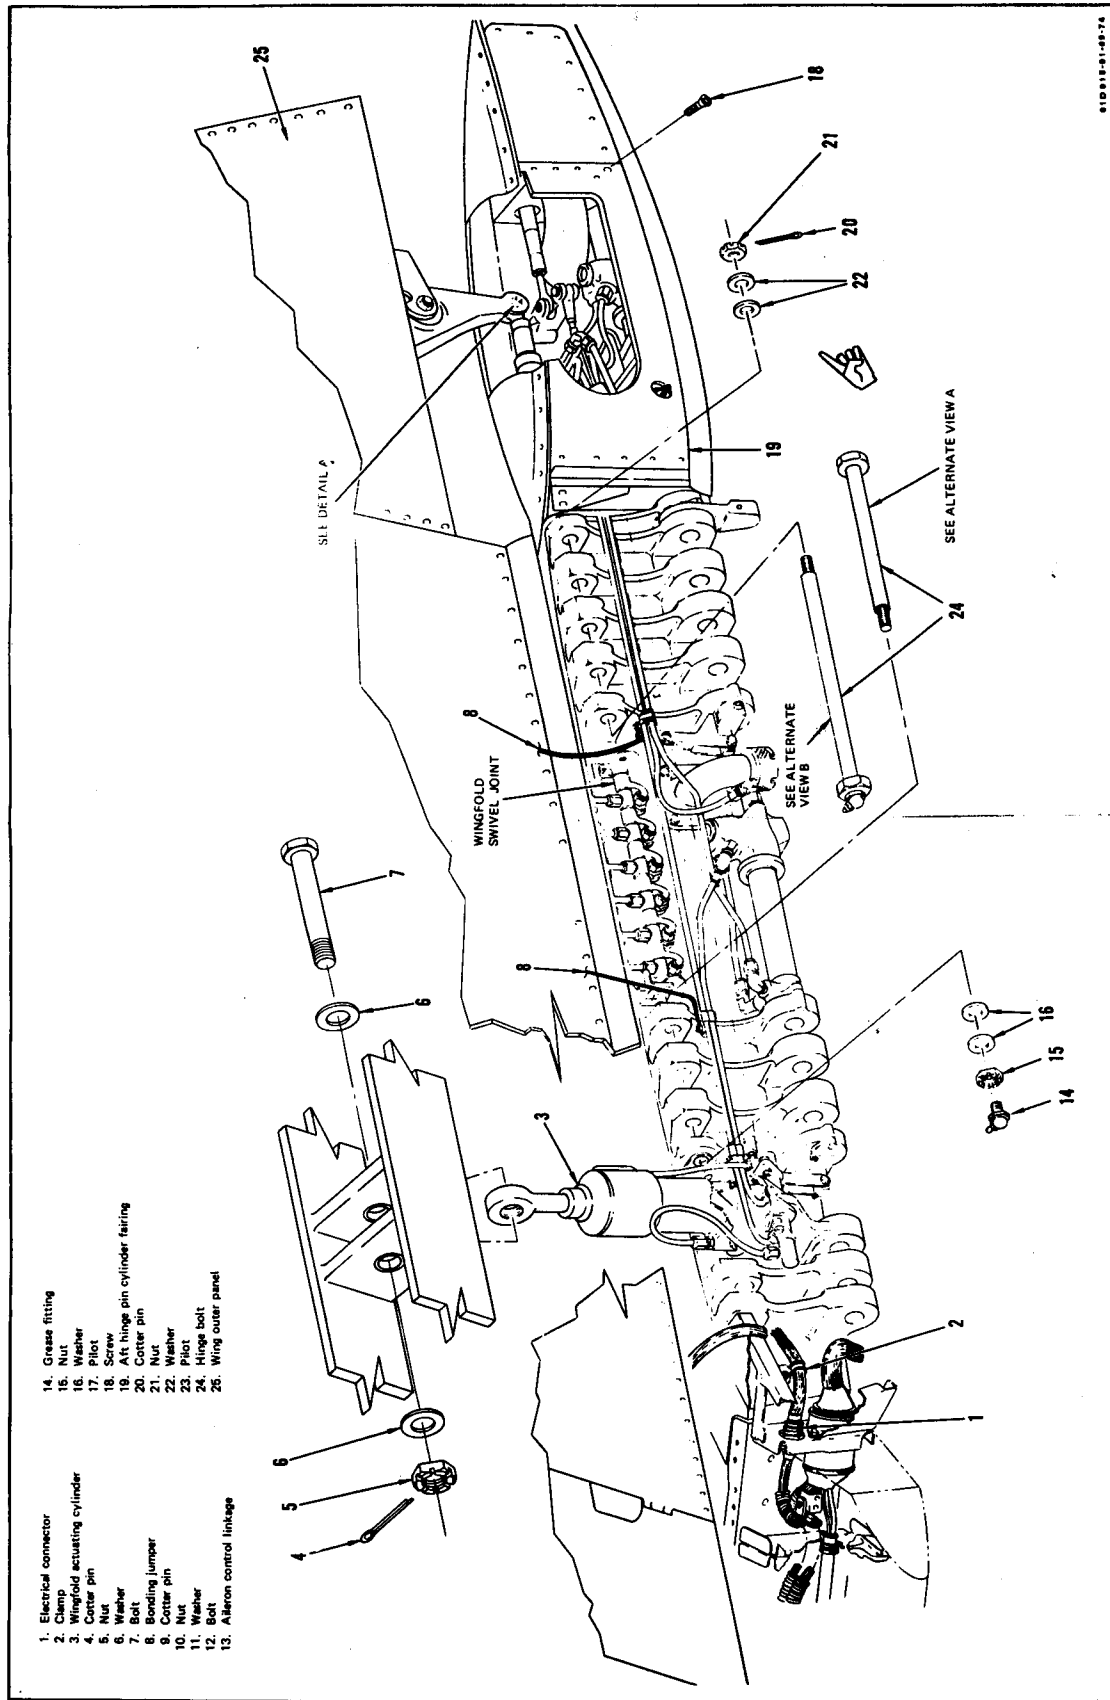 1. Electrical connector
2. Clamp
3. Wingfold actuating cylinder
4. Cotter pin
5. Nut
6. Washer
7. Bolt
8. Bonding jumper
9. Cotter pin
10. Nut
11. Washer
12. Bolt
13. Aileron control linkage
14. Grease fitting
15. Nut
16. Washer
17. Pilot
18. Screw
19. Aft hinge pin cylinder fairing
20. Cotter pin
21. Nut
22. Washer
23. Pilot
24. Hinge bolt
25. Wing outer panel
4
5
6
6
7
25
SEE DETAIL A
3
8
WINGFOLD
SWIVEL JOINT
8
18
21
20
22
19
1
2
14
15
16
SEE ALTERNATE
VIEW B
24
SEE ALTERNATE VIEW A